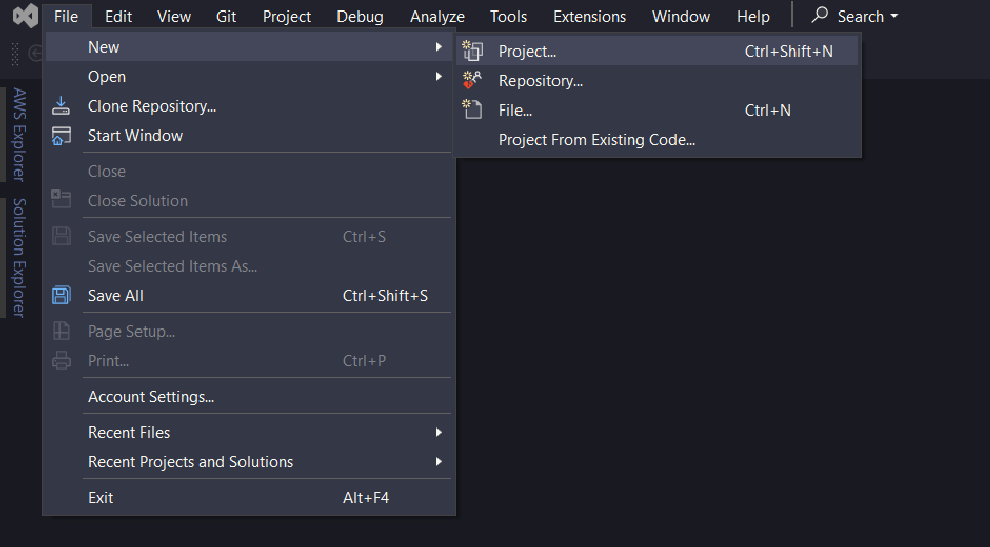 File Edit View Git Project Debug Analyze Tools Extensions Window Help Search
New
Project... Ctrl+Shift+N
Open
Repository...
Clone Repository...
File... Ctrl+N
Start Window
Project From Existing Code...
Close
Close Solution
Save Selected Items Ctrl+S
Save Selected Items As...
Save All Ctrl+Shift+S
Page Setup...
Print... Ctrl+P
Account Settings...
Recent Files
Recent Projects and Solutions
Exit Alt+F4
AWS Explorer
Solution Explorer